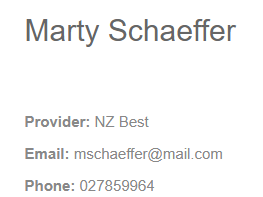 Marty Schaeffer
Provider: NZ Best
Email: mschaeffer@mail.com
Phone: 027859964